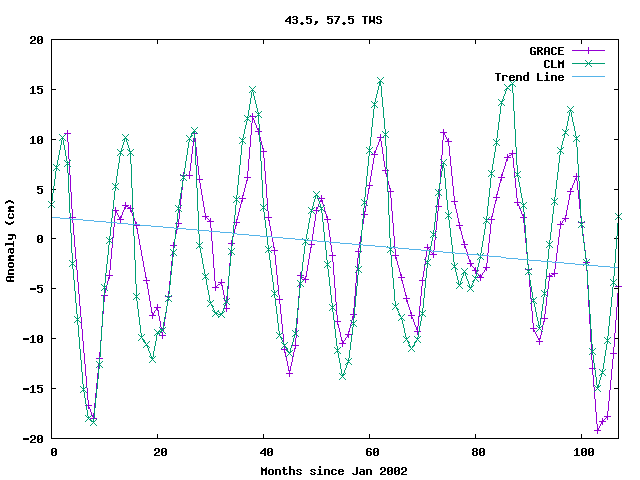 43.5, 57.5 TWS
GRACE
CLM
Trend Line
20
15
10
5
0
-5
-10
-15
-20
Anomaly (cm)
0 20 40 60 80 100
Months since Jan 2002